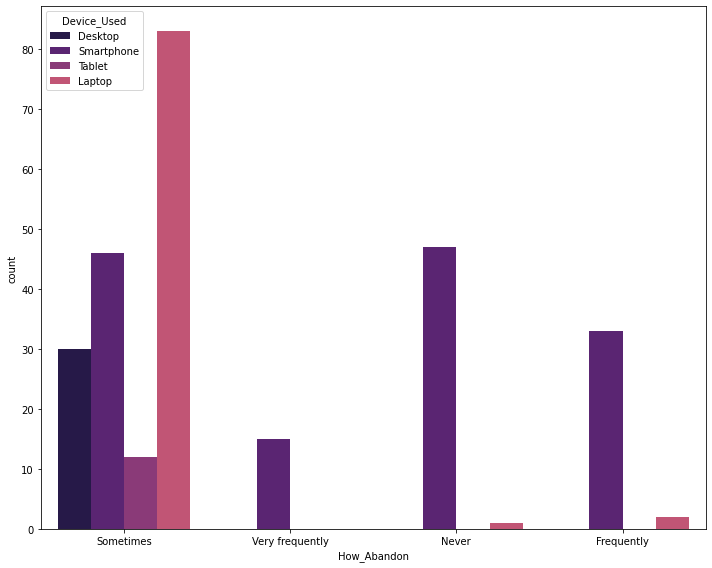 Device_Used
Desktop
Smartphone
Tablet
Laptop
80
70
60
50
40
30
20
10
0
count
Sometimes Very frequently Never Frequently
How_Abandon